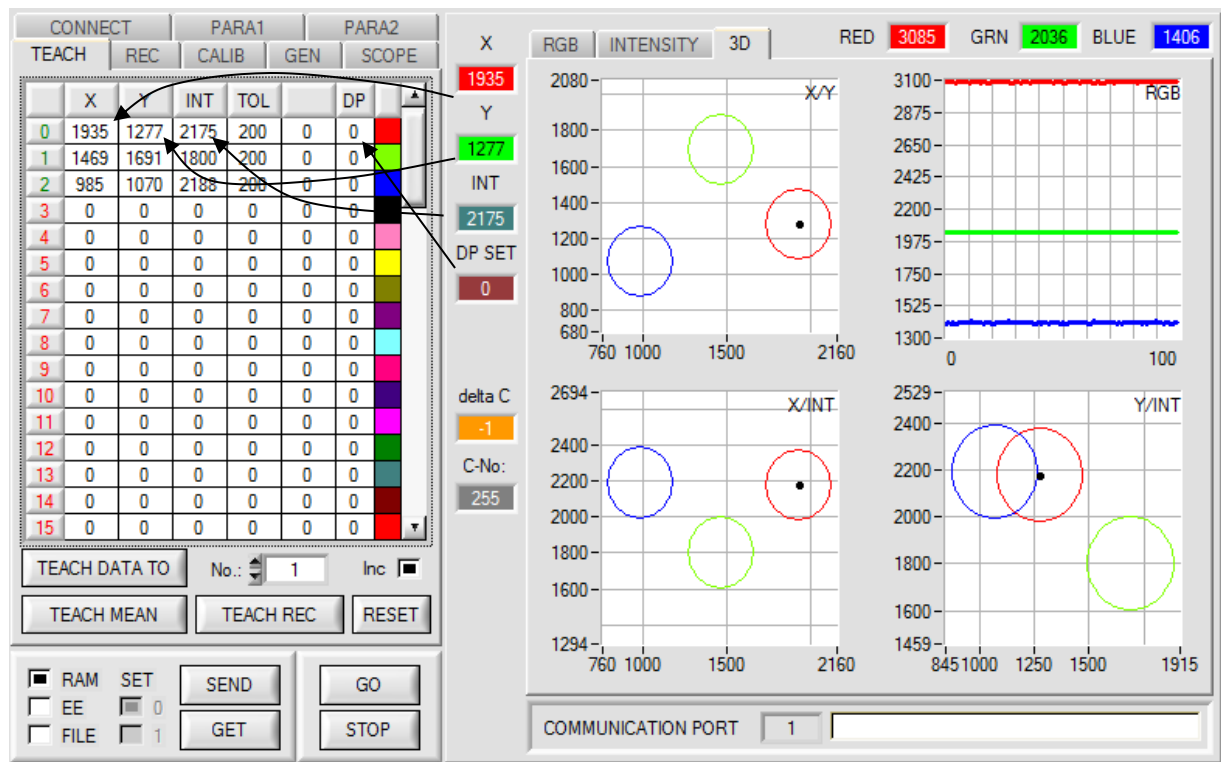 CONNECT PARA1 PARA2
TEACH REC CALIB GEN SCOPE
X Y INT TOL DP
0 1935 1277 2175 200 0 0
1 1469 1691 1800 200 0 0
2 985 1070 2188 200 0 0
3 0 0 0 0 0 0
4 0 0 0 0 0 0
5 0 0 0 0 0 0
6 0 0 0 0 0 0
7 0 0 0 0 0 0
8 0 0 0 0 0 0
9 0 0 0 0 0 0
10 0 0 0 0 0 0
11 0 0 0 0 0 0
12 0 0 0 0 0 0
13 0 0 0 0 0 0
14 0 0 0 0 0 0
15 0 0 0 0 0 0
TEACH DATA TO No.: 1 Inc
TEACH MEAN TEACH REC RESET
RAM SET SEND GO
EE 0
FILE 1 GET STOP
X
1935
Y
1277
INT
2175
DP SET
0
delta C
-1
C-No:
255
RGB INTENSITY 3D RED 3085 GRN 2036 BLUE 1406
X/Y
2080
1800
1600
1400
1200
1000
800
680
760 1000 1500 2160
RGB
3100
2875
2650
2425
2200
1975
1750
1525
1300
0 100
X/INT
2694
2400
2200
2000
1800
1600
1294
760 1000 1500 2160
Y/INT
2529
2400
2200
2000
1800
1600
1459
845 1000 1250 1500 1915
COMMUNICATION PORT 1